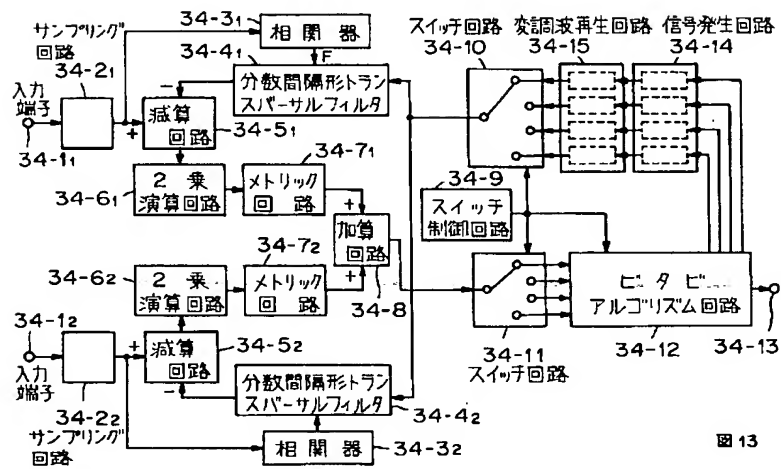 サンプリング
回路
34-2₁
入力
端子
34-1₁
34-3₁
相関器
34-4₁
F
分数間隔形トラン
スバーサルフィルタ
−
+
減算
回路
34-5₁
34-6₁
2 乗
演算回路
34-7₁
メトリック
回路
+
加算
回路
+
34-8
34-7₂
メトリック
回路
34-6₂
2 乗
演算回路
34-1₂
入力
端子
+
減算
回路
34-5₂
−
34-2₂
サンプリング
回路
分数間隔形トラン
スバーサルフィルタ
34-4₂
相関器
34-3₂
スイッチ回路
34-10
変調波再生回路
34-15
信号発生回路
34-14
34-9
スイッチ
制御回路
34-11
スイッチ回路
ビタビ
アルゴリズム回路
34-12
34-13
図13